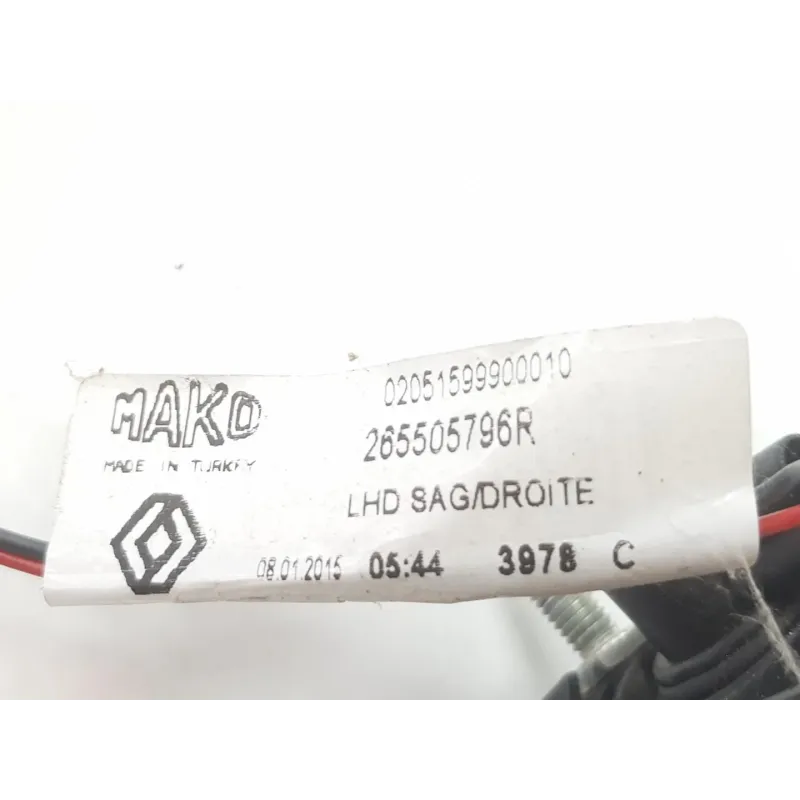 MAKO
MADE IN TURKEY
02051599900010
265505796R
LHD SAG/DROITE
08.01.2015 05:44 3978 C